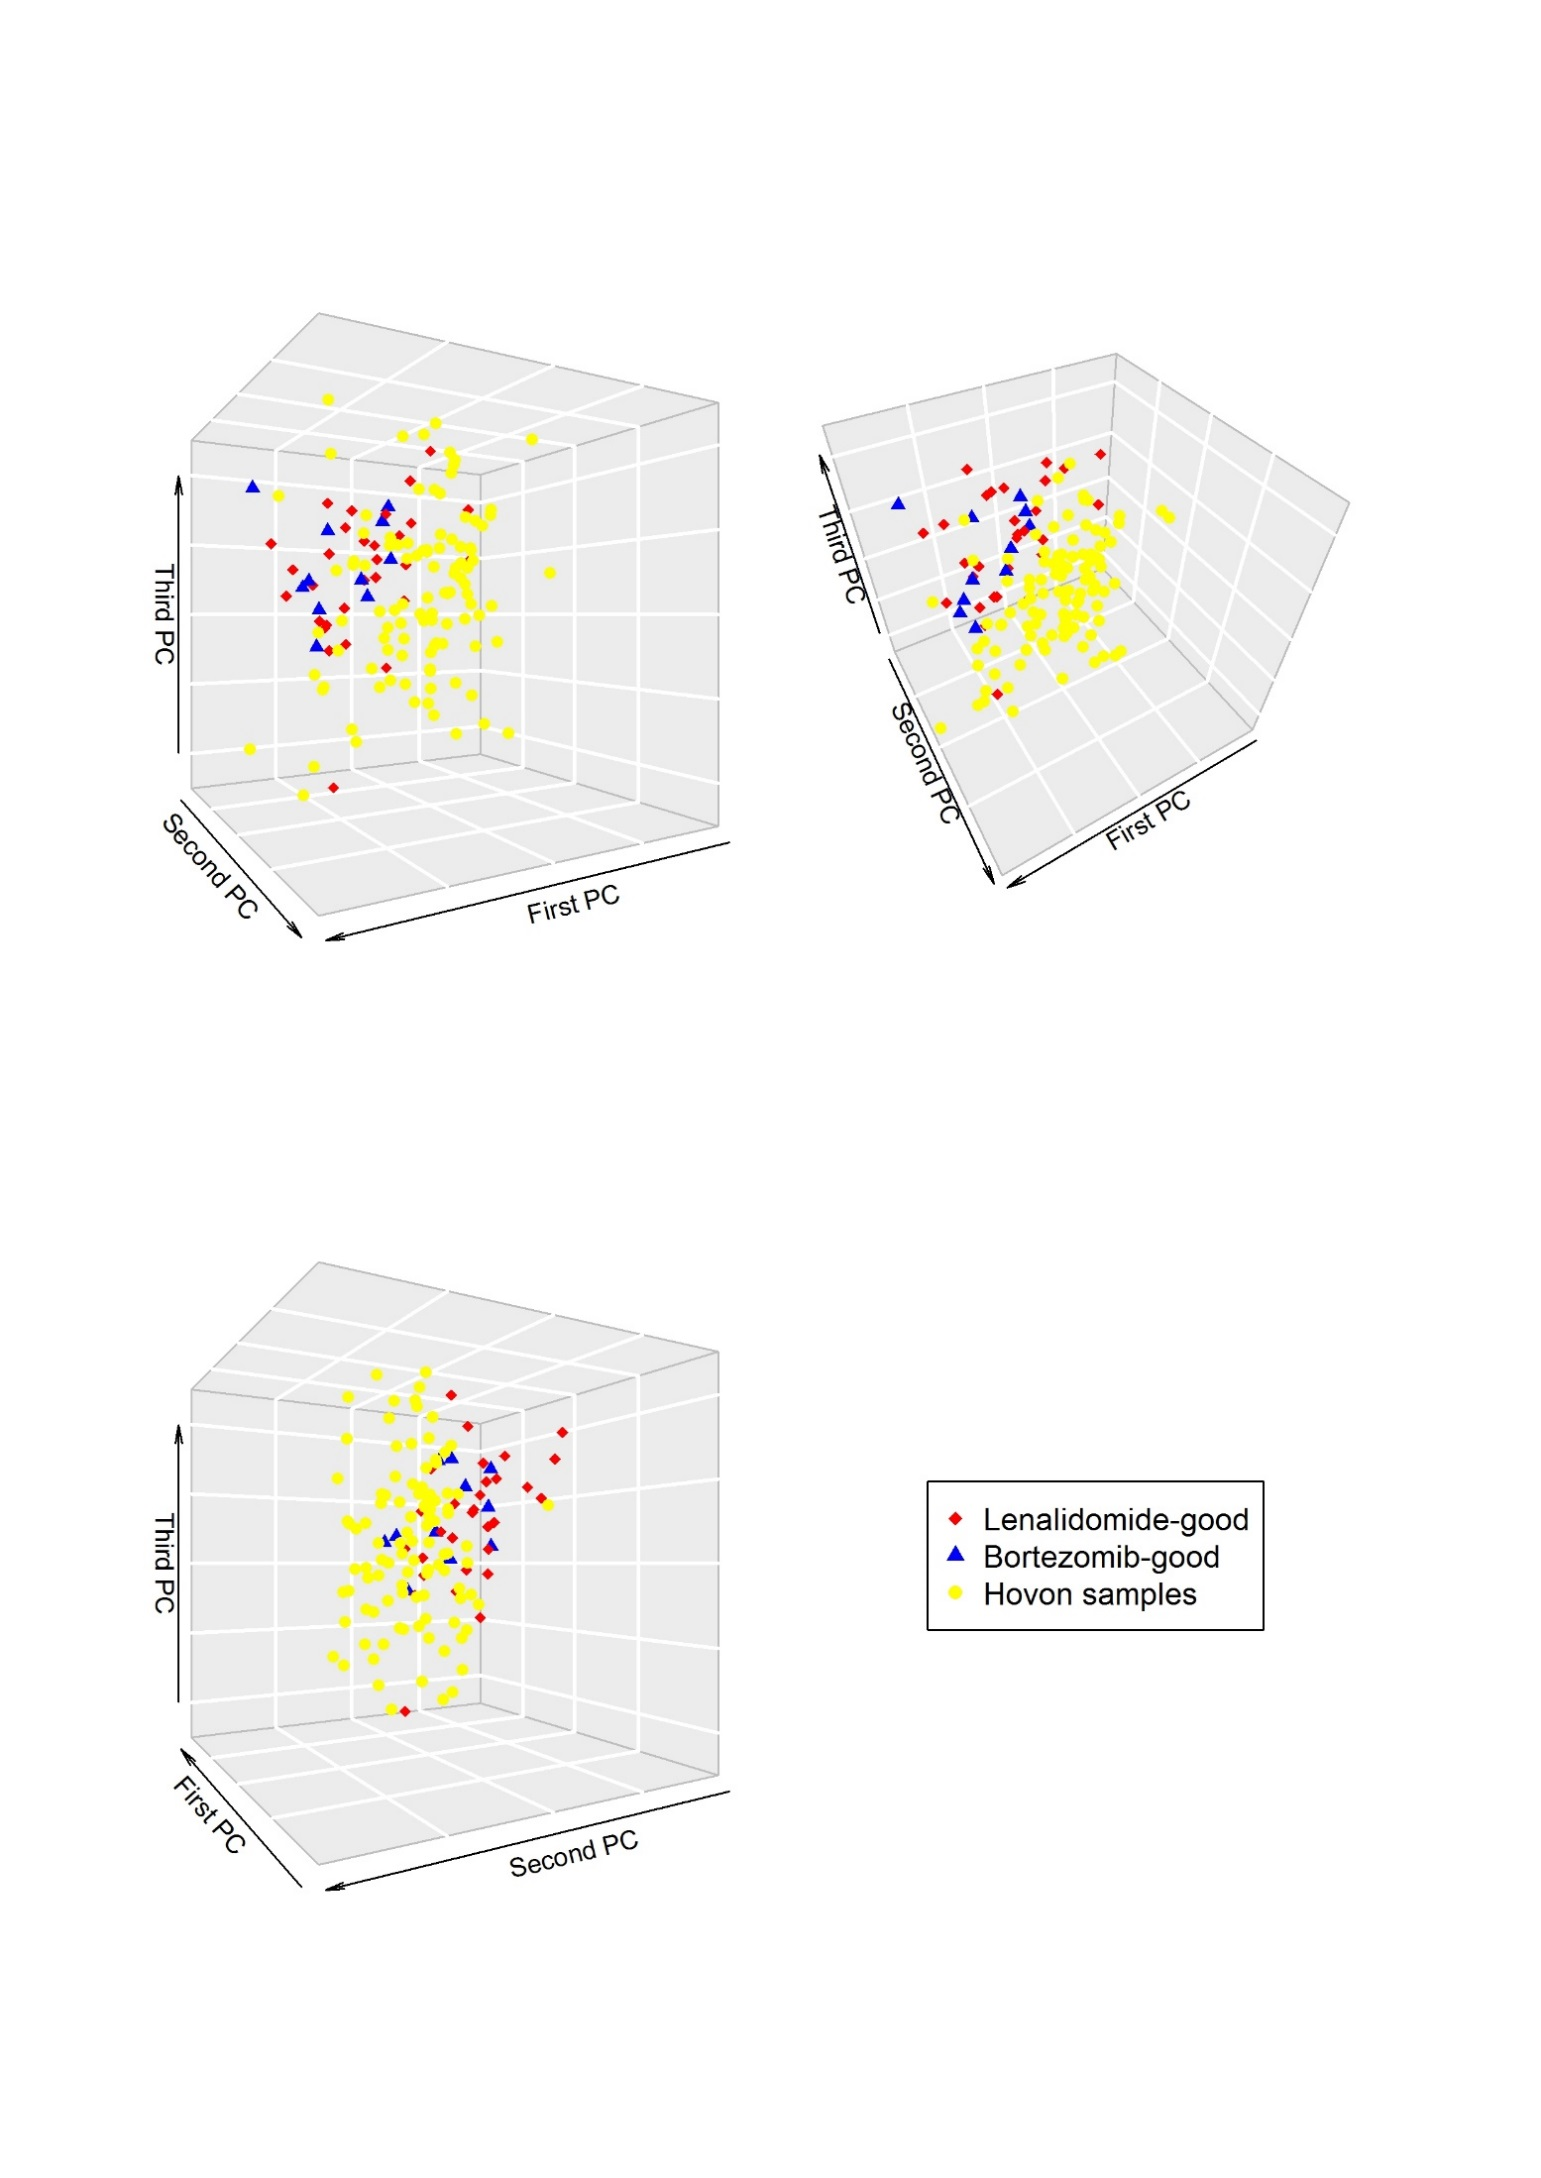 Third PC
Second PC
First PC
Third PC
Second PC
First PC
Third PC
First PC
Second PC
Lenalidomide-good
Bortezomib-good
Hovon samples